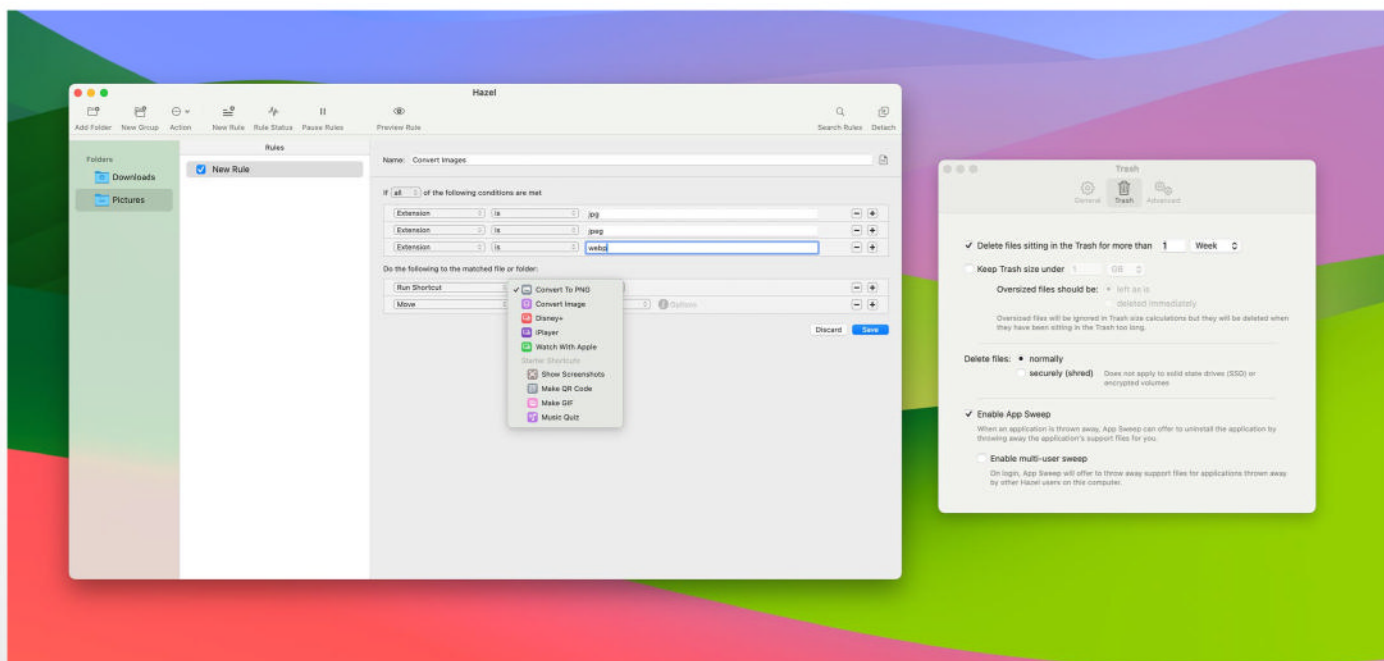 Hazel
Add Folder New Group Action New Rule Rule Status Pause Rules Preview Rule Search Rules Detach
Folders
Downloads
Pictures
Rules
New Rule
Name: Convert Images
If all of the following conditions are met
Extension is jpg
Extension is jpeg
Extension is webp
Do the following to the matched file or folder:
Run Shortcut
Move Options
Convert To PNG
Convert Image
Disney+
iPlayer
Watch With Apple
Starter Shortcuts
Show Screenshots
Make QR Code
Make GIF
Music Quiz
Discard Save
Trash
General Trash Advanced
Delete files sitting in the Trash for more than 1 Week
Keep Trash size under 1 GB
Oversized files should be: left as is
deleted immediately
Oversized files will be ignored in Trash size calculations but they will be deleted when
they have been sitting in the Trash too long.
Delete files: normally
securely (shred) Does not apply to solid state drives (SSD) or
encrypted volumes
Enable App Sweep
When an application is thrown away, App Sweep can offer to uninstall the application by
throwing away the application's support files for you.
Enable multi-user sweep
On login, App Sweep will offer to throw away support files for applications thrown away
by other Hazel users on this computer.